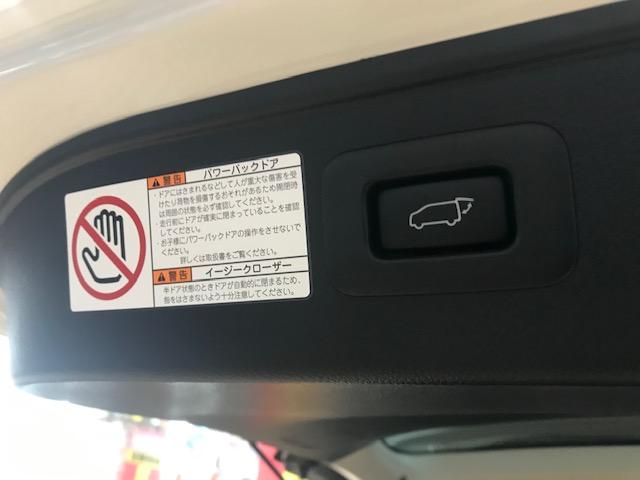 警告 パワーバックドア
・ドアにはさまれるなどして人が重大な傷害を受
けたり荷物を損傷するおそれがあるため開閉時
は周囲の状態を必ず確認してください。
・走行前にドアが確実に閉まっていることを確認
してください。
・お子様にパワーバックドアの操作をさせないで
ください。
詳しくは取扱書をご覧ください。
警告 イージークローザー
半ドア状態のときドアが自動的に閉まるため、
指をはさまないよう十分注意してください。